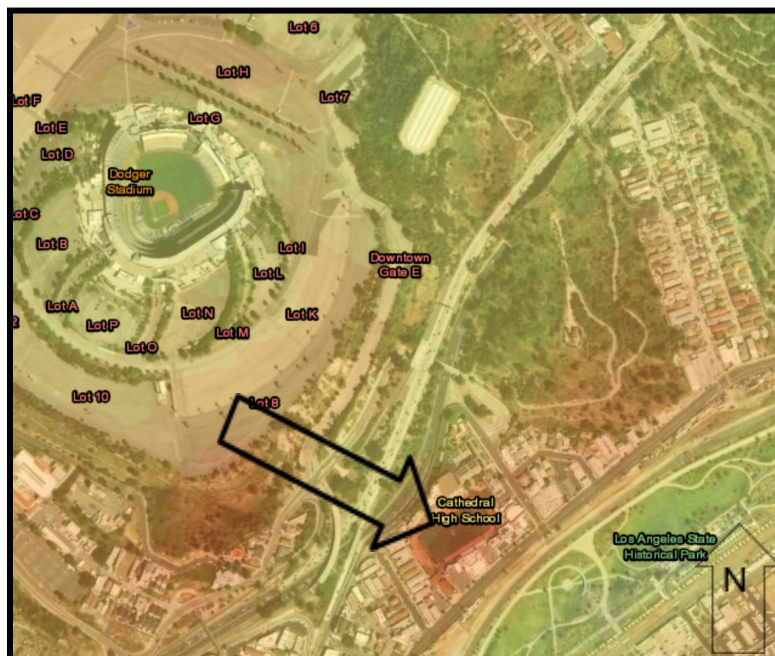 Lot 6
Lot H
Lot 7
Lot F
Lot G
Lot E
Lot D
Dodger
Stadium
Lot C
Lot B
Lot I
Downtown
Gate E
Lot L
Lot A
Lot N
Lot K
2
Lot P
Lot M
Lot O
Lot 10
Lot 8
Cathedral
High School
Los Angeles State
Historical Park
N